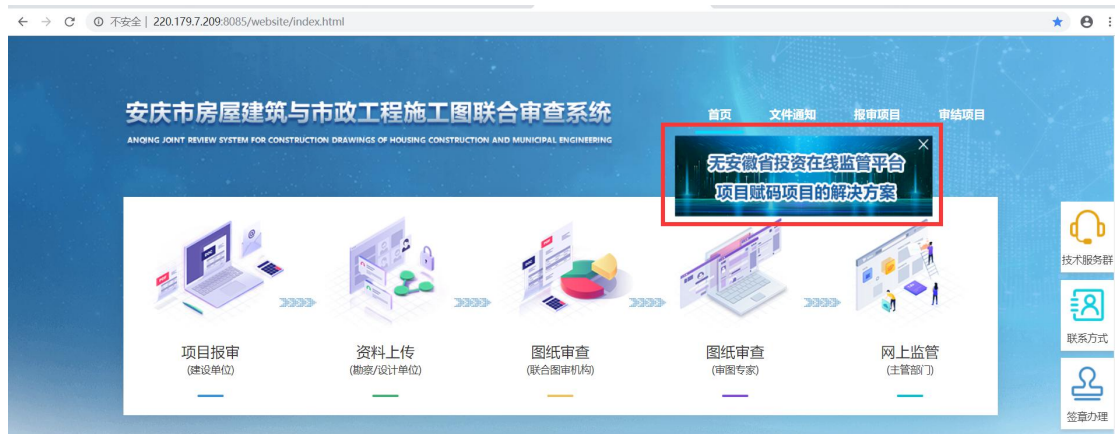 不安全 | 220.179.7.209:8085/website/index.html
安庆市房屋建筑与市政工程施工图联合审查系统
ANQING JOINT REVIEW SYSTEM FOR CONSTRUCTION DRAWINGS OF HOUSING CONSTRUCTION AND MUNICIPAL ENGINEERING
首页 文件通知 报审项目 审结项目
无安徽省投资在线监管平台
项目赋码项目的解决方案
技术服务群
联系方式
签章办理
项目报审
(建设单位)
资料上传
(勘察/设计单位)
图纸审查
(联合图审机构)
图纸审查
(审图专家)
网上监管
(主管部门)